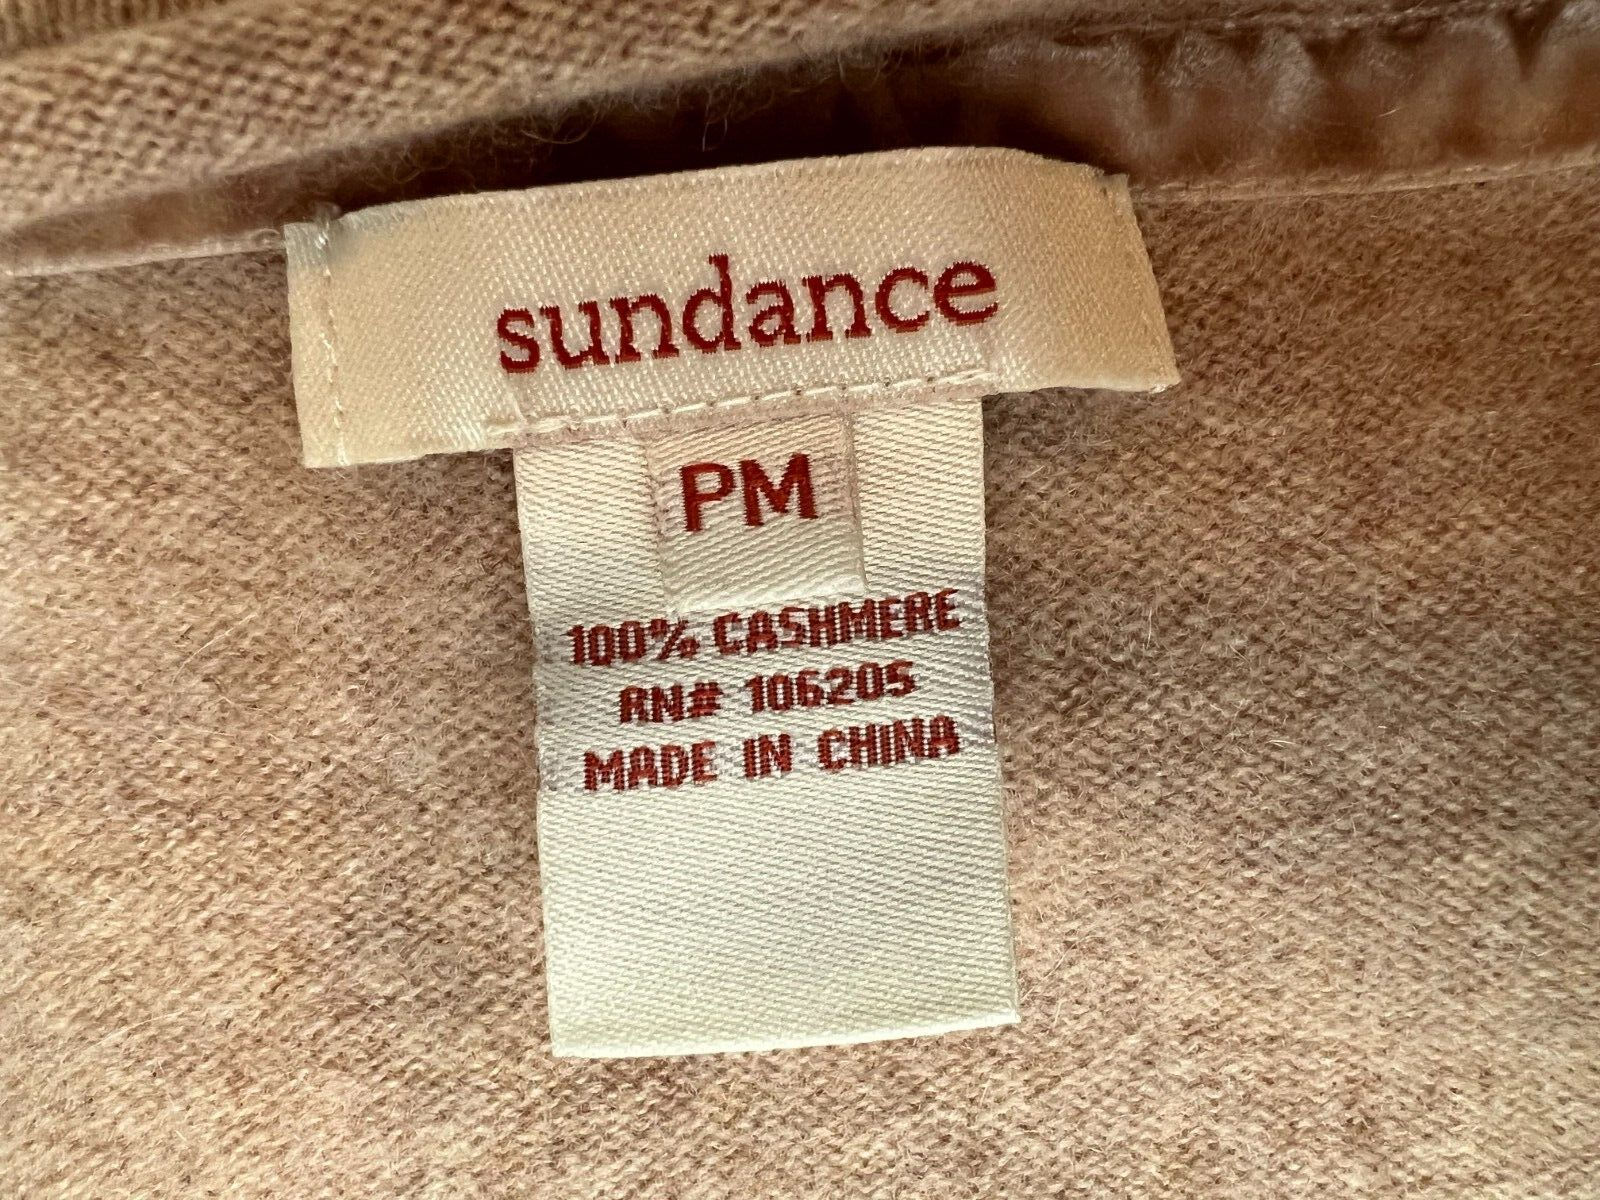 sundance
PM
100% CASHMERE
RN# 106205
MADE IN CHINA